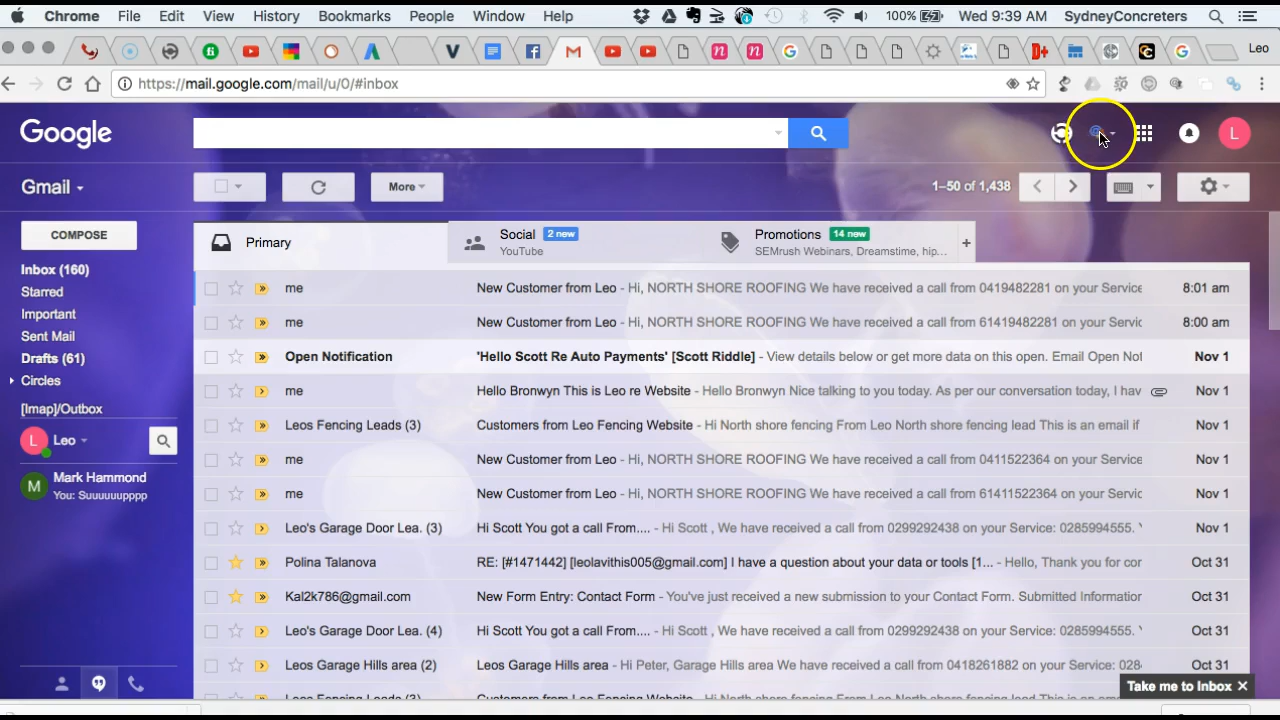 Chrome File Edit View History Bookmarks People Window Help 100% Wed 9:39 AM SydneyConcreters
Leo
https://mail.google.com/mail/u/0/#inbox
Google
L
Gmail
More
1–50 of 1,438
COMPOSE
Primary
Social 2 new
YouTube
Promotions 14 new
SEMrush Webinars, Dreamstime, hip...
+
Inbox (160)
Starred
Important
Sent Mail
Drafts (61)
Circles
[Imap]/Outbox
L Leo
M Mark Hammond
You: Suuuuuupppp
me New Customer from Leo - Hi, NORTH SHORE ROOFING We have received a call from 0419482281 on your Service 8:01 am
me New Customer from Leo - Hi, NORTH SHORE ROOFING We have received a call from 61419482281 on your Servic 8:00 am
Open Notification 'Hello Scott Re Auto Payments' [Scott Riddle] - View details below or get more data on this open. Email Open Not Nov 1
me Hello Bronwyn This is Leo re Website - Hello Bronwyn Nice talking to you today. As per our conversation today, I hav Nov 1
Leos Fencing Leads (3) Customers from Leo Fencing Website - Hi North shore fencing From Leo North shore fencing lead This is an email if Nov 1
me New Customer from Leo - Hi, NORTH SHORE ROOFING We have received a call from 0411522364 on your Service Nov 1
me New Customer from Leo - Hi, NORTH SHORE ROOFING We have received a call from 61411522364 on your Servic Nov 1
Leo's Garage Door Lea. (3) Hi Scott You got a call From.... - Hi Scott , We have received a call from 0299292438 on your Service: 0285994555. Nov 1
Polina Talanova RE: [#1471442] [leolavithis005@gmail.com] I have a question about your data or tools [1... - Hello, Thank you for cor Oct 31
Kal2k786@gmail.com New Form Entry: Contact Form - You've just received a new submission to your Contact Form. Submitted Information Oct 31
Leo's Garage Door Lea. (4) Hi Scott You got a call From.... - Hi Scott , We have received a call from 0299292438 on your Service: 0285994555. Oct 31
Leos Garage Hills area (2) Leos Garage Hills area - Hi Peter, Garage Hills area We have received a call from 0418261882 on your Service: 028 Oct 31
Take me to Inbox